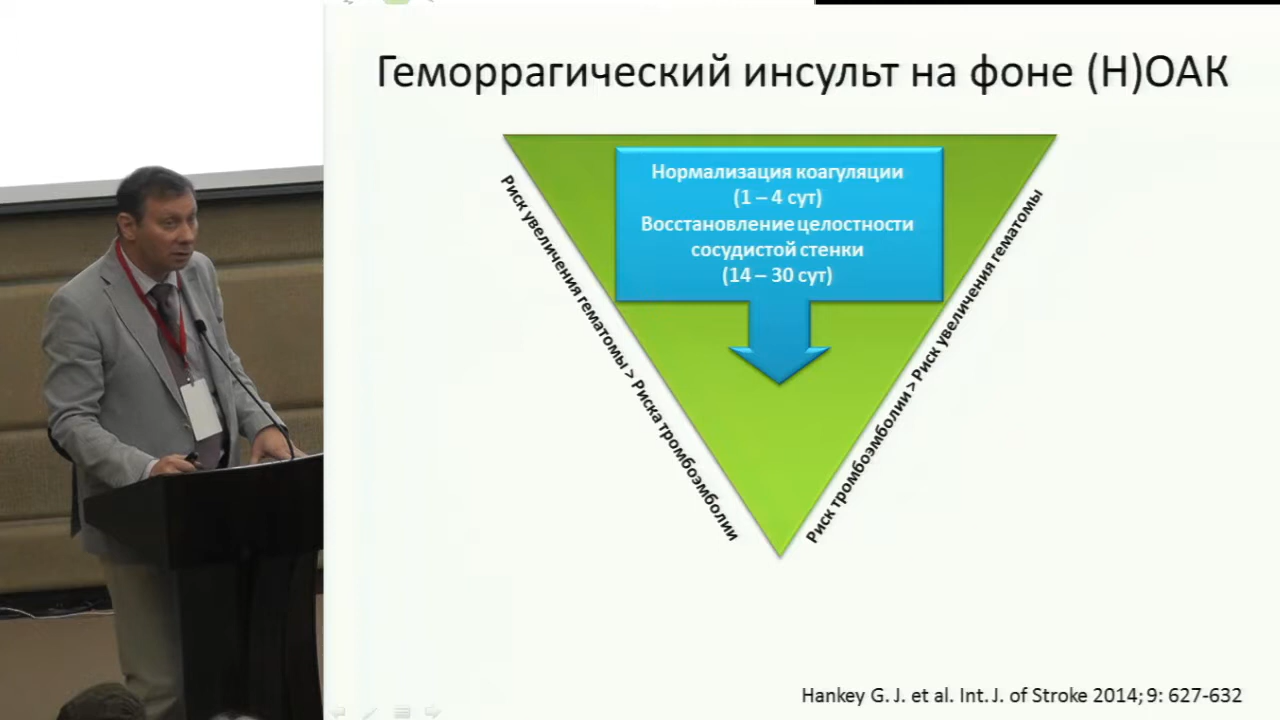 Геморрагический инсульт на фоне (Н)ОАК
Нормализация коагуляции
(1 – 4 сут)
Восстановление целостности
сосудистой стенки
(14 – 30 сут)
Риск увеличения гематомы > Риска тромбоэмболии
Риск тромбоэмболии > Риск увеличения гематомы
Hankey G. J. et al. Int. J. of Stroke 2014; 9: 627-632